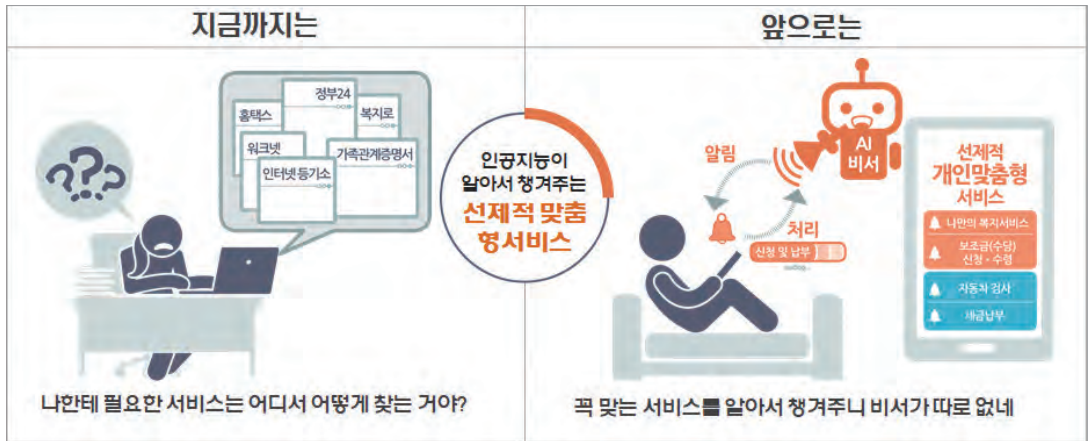 지금까지는
앞으로는
정부24
홈택스
복지로
워크넷
가족관계증명서
인터넷 등기소
인공지능이
알아서 챙겨주는
선제적 맞춤
형서비스
알림
AI
비서
처리
신청 및 납부
선제적
개인맞춤형
서비스
나만의 복지서비스
보조금(수당)
신청·수령
자동차 검사
세금납부
나한테 필요한 서비스는 어디서 어떻게 찾는 거야?
꼭 맞는 서비스를 알아서 챙겨주니 비서가 따로 없네